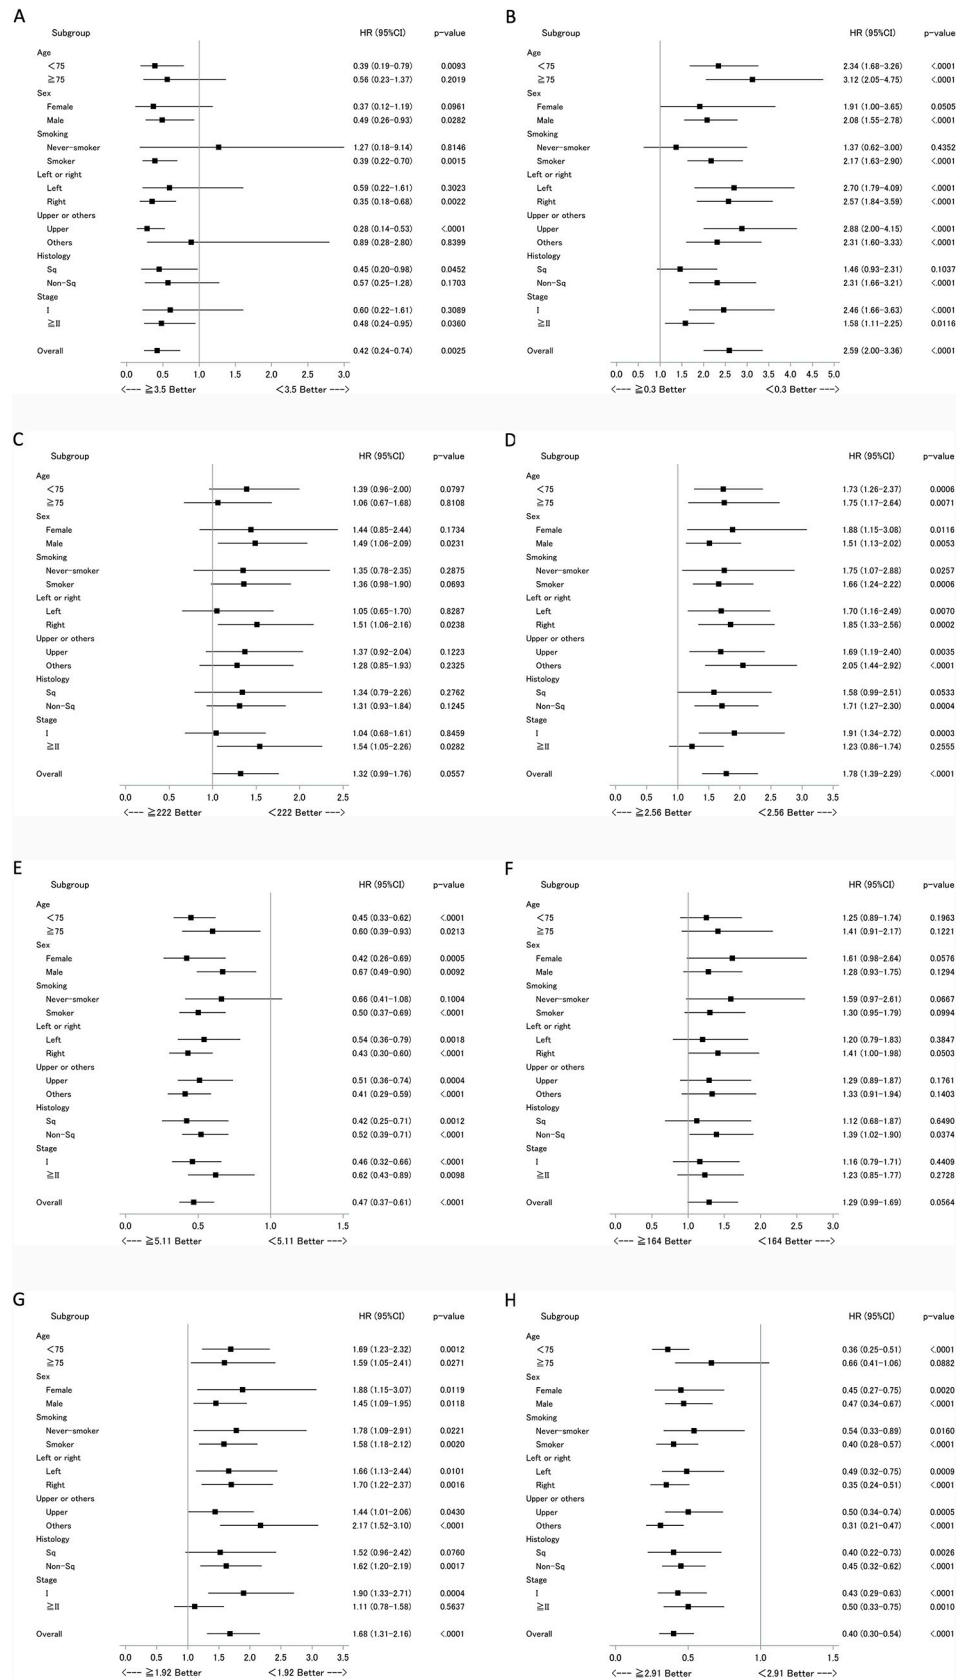 A
Subgroup HR (95%CI) p-value
Age
<75 0.39 (0.19-0.79) 0.0093
≧75 0.56 (0.23-1.37) 0.2019
Sex
Female 0.37 (0.12-1.19) 0.0961
Male 0.49 (0.26-0.93) 0.0282
Smoking
Never-smoker 1.27 (0.18-9.14) 0.8146
Smoker 0.39 (0.22-0.70) 0.0015
Left or right
Left 0.59 (0.22-1.61) 0.3023
Right 0.35 (0.18-0.68) 0.0022
Upper or others
Upper 0.28 (0.14-0.53) <.0001
Others 0.89 (0.28-2.80) 0.8399
Histology
Sq 0.45 (0.20-0.98) 0.0452
Non-Sq 0.57 (0.25-1.28) 0.1703
Stage
I 0.60 (0.22-1.61) 0.3089
≧II 0.48 (0.24-0.95) 0.0360
Overall 0.42 (0.24-0.74) 0.0025
0.0 0.5 1.0 1.5 2.0 2.5 3.0
<--- ≧3.5 Better <3.5 Better --->
B
Subgroup HR (95%CI) p-value
Age
<75 2.34 (1.68-3.26) <.0001
≧75 3.12 (2.05-4.75) <.0001
Sex
Female 1.91 (1.00-3.65) 0.0505
Male 2.08 (1.55-2.78) <.0001
Smoking
Never-smoker 1.37 (0.62-3.00) 0.4352
Smoker 2.17 (1.63-2.90) <.0001
Left or right
Left 2.70 (1.79-4.09) <.0001
Right 2.57 (1.84-3.59) <.0001
Upper or others
Upper 2.88 (2.00-4.15) <.0001
Others 2.31 (1.60-3.33) <.0001
Histology
Sq 1.46 (0.93-2.31) 0.1037
Non-Sq 2.31 (1.66-3.21) <.0001
Stage
I 2.46 (1.66-3.63) <.0001
≧II 1.58 (1.11-2.25) 0.0116
Overall 2.59 (2.00-3.36) <.0001
0.0 0.5 1.0 1.5 2.0 2.5 3.0 3.5 4.0 4.5 5.0
<--- ≧0.3 Better <0.3 Better --->
C
Subgroup HR (95%CI) p-value
Age
<75 1.39 (0.96-2.00) 0.0797
≧75 1.06 (0.67-1.68) 0.8108
Sex
Female 1.44 (0.85-2.44) 0.1734
Male 1.49 (1.06-2.09) 0.0231
Smoking
Never-smoker 1.35 (0.78-2.35) 0.2875
Smoker 1.36 (0.98-1.90) 0.0693
Left or right
Left 1.05 (0.65-1.70) 0.8287
Right 1.51 (1.06-2.16) 0.0238
Upper or others
Upper 1.37 (0.92-2.04) 0.1223
Others 1.28 (0.85-1.93) 0.2325
Histology
Sq 1.34 (0.79-2.26) 0.2762
Non-Sq 1.31 (0.93-1.84) 0.1245
Stage
I 1.04 (0.68-1.61) 0.8459
≧II 1.54 (1.05-2.26) 0.0282
Overall 1.32 (0.99-1.76) 0.0557
0.0 0.5 1.0 1.5 2.0 2.5
<--- ≧222 Better <222 Better --->
D
Subgroup HR (95%CI) p-value
Age
<75 1.73 (1.26-2.37) 0.0006
≧75 1.75 (1.17-2.64) 0.0071
Sex
Female 1.88 (1.15-3.08) 0.0116
Male 1.51 (1.13-2.02) 0.0053
Smoking
Never-smoker 1.75 (1.07-2.88) 0.0257
Smoker 1.66 (1.24-2.22) 0.0006
Left or right
Left 1.70 (1.16-2.49) 0.0070
Right 1.85 (1.33-2.56) 0.0002
Upper or others
Upper 1.69 (1.19-2.40) 0.0035
Others 2.05 (1.44-2.92) <.0001
Histology
Sq 1.58 (0.99-2.51) 0.0533
Non-Sq 1.71 (1.27-2.30) 0.0004
Stage
I 1.91 (1.34-2.72) 0.0003
≧II 1.23 (0.86-1.74) 0.2555
Overall 1.78 (1.39-2.29) <.0001
0.0 0.5 1.0 1.5 2.0 2.5 3.0 3.5
<--- ≧2.56 Better <2.56 Better --->
E
Subgroup HR (95%CI) p-value
Age
<75 0.45 (0.33-0.62) <.0001
≧75 0.60 (0.39-0.93) 0.0213
Sex
Female 0.42 (0.26-0.69) 0.0005
Male 0.67 (0.49-0.90) 0.0092
Smoking
Never-smoker 0.66 (0.41-1.08) 0.1004
Smoker 0.50 (0.37-0.69) <.0001
Left or right
Left 0.54 (0.36-0.79) 0.0018
Right 0.43 (0.30-0.60) <.0001
Upper or others
Upper 0.51 (0.36-0.74) 0.0004
Others 0.41 (0.29-0.59) <.0001
Histology
Sq 0.42 (0.25-0.71) 0.0012
Non-Sq 0.52 (0.39-0.71) <.0001
Stage
I 0.46 (0.32-0.66) <.0001
≧II 0.62 (0.43-0.89) 0.0098
Overall 0.47 (0.37-0.61) <.0001
0.0 0.5 1.0 1.5
<--- ≧5.11 Better <5.11 Better --->
F
Subgroup HR (95%CI) p-value
Age
<75 1.25 (0.89-1.74) 0.1963
≧75 1.41 (0.91-2.17) 0.1221
Sex
Female 1.61 (0.98-2.64) 0.0576
Male 1.28 (0.93-1.75) 0.1294
Smoking
Never-smoker 1.59 (0.97-2.61) 0.0667
Smoker 1.30 (0.95-1.79) 0.0994
Left or right
Left 1.20 (0.79-1.83) 0.3847
Right 1.41 (1.00-1.98) 0.0503
Upper or others
Upper 1.29 (0.89-1.87) 0.1761
Others 1.33 (0.91-1.94) 0.1403
Histology
Sq 1.12 (0.68-1.87) 0.6490
Non-Sq 1.39 (1.02-1.90) 0.0374
Stage
I 1.16 (0.79-1.71) 0.4409
≧II 1.23 (0.85-1.77) 0.2728
Overall 1.29 (0.99-1.69) 0.0564
0.0 0.5 1.0 1.5 2.0 2.5 3.0
<--- ≧164 Better <164 Better --->
G
Subgroup HR (95%CI) p-value
Age
<75 1.69 (1.23-2.32) 0.0012
≧75 1.59 (1.05-2.41) 0.0271
Sex
Female 1.88 (1.15-3.07) 0.0119
Male 1.45 (1.09-1.95) 0.0118
Smoking
Never-smoker 1.78 (1.09-2.91) 0.0221
Smoker 1.58 (1.18-2.12) 0.0020
Left or right
Left 1.66 (1.13-2.44) 0.0101
Right 1.70 (1.22-2.37) 0.0016
Upper or others
Upper 1.44 (1.01-2.06) 0.0430
Others 2.17 (1.52-3.10) <.0001
Histology
Sq 1.52 (0.96-2.42) 0.0760
Non-Sq 1.62 (1.20-2.19) 0.0017
Stage
I 1.90 (1.33-2.71) 0.0004
≧II 1.11 (0.78-1.58) 0.5637
Overall 1.68 (1.31-2.16) <.0001
0.0 0.5 1.0 1.5 2.0 2.5 3.0 3.5
<--- ≧1.92 Better <1.92 Better --->
H
Subgroup HR (95%CI) p-value
Age
<75 0.36 (0.25-0.51) <.0001
≧75 0.66 (0.41-1.06) 0.0882
Sex
Female 0.45 (0.27-0.75) 0.0020
Male 0.47 (0.34-0.67) <.0001
Smoking
Never-smoker 0.54 (0.33-0.89) 0.0160
Smoker 0.40 (0.28-0.57) <.0001
Left or right
Left 0.49 (0.32-0.75) 0.0009
Right 0.35 (0.24-0.51) <.0001
Upper or others
Upper 0.50 (0.34-0.74) 0.0005
Others 0.31 (0.21-0.47) <.0001
Histology
Sq 0.40 (0.22-0.73) 0.0026
Non-Sq 0.45 (0.32-0.62) <.0001
Stage
I 0.43 (0.29-0.63) <.0001
≧II 0.50 (0.33-0.75) 0.0010
Overall 0.40 (0.30-0.54) <.0001
0.0 0.5 1.0 1.5
<--- ≧2.91 Better <2.91 Better --->